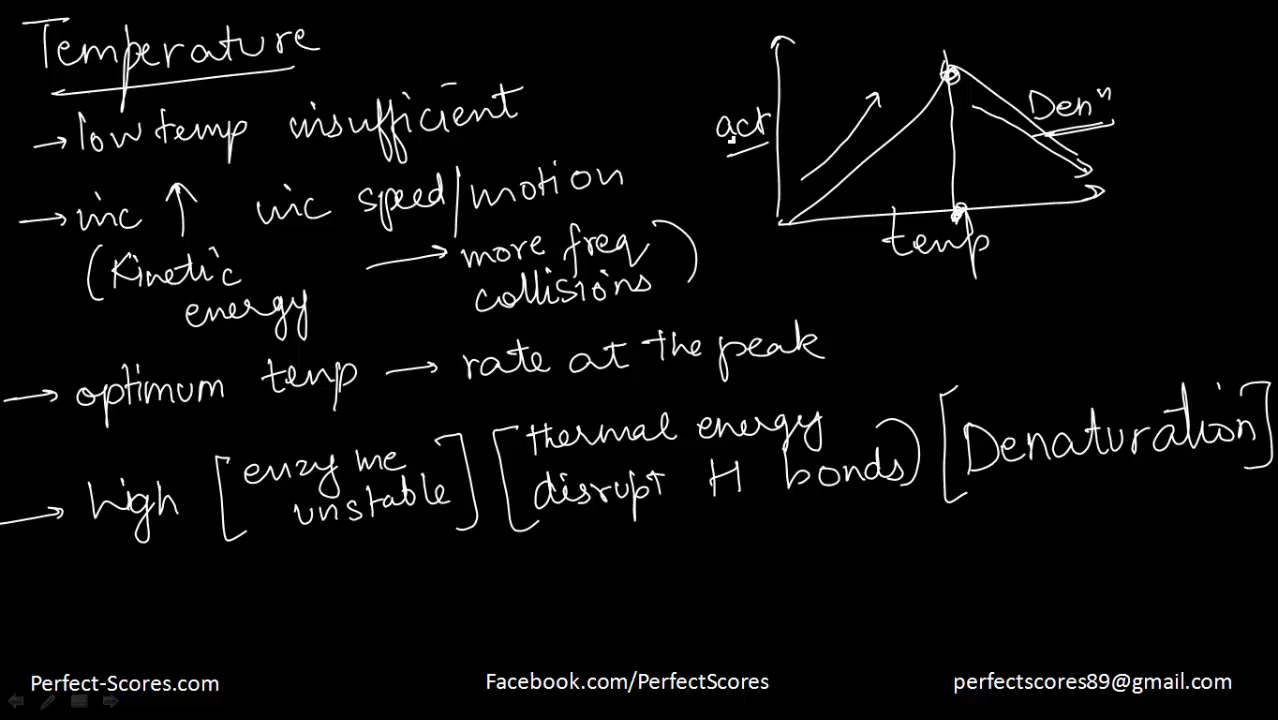 Temperature
→ low temp insufficient
→ inc ↑ inc speed/motion
(Kinetic energy → more freq collisions)
→ optimum temp → rate at the peak
→ high [enzyme unstable] [thermal energy disrupt H bonds) [Denaturation]
act
Denⁿ
temp
Perfect-Scores.com
Facebook.com/PerfectScores
perfectscores89@gmail.com